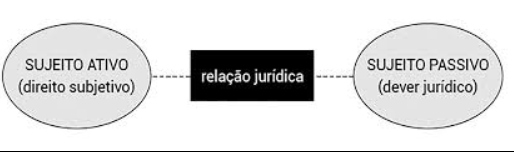 SUJEITO ATIVO
(direito subjetivo)
relação jurídica
SUJEITO PASSIVO
(dever jurídico)